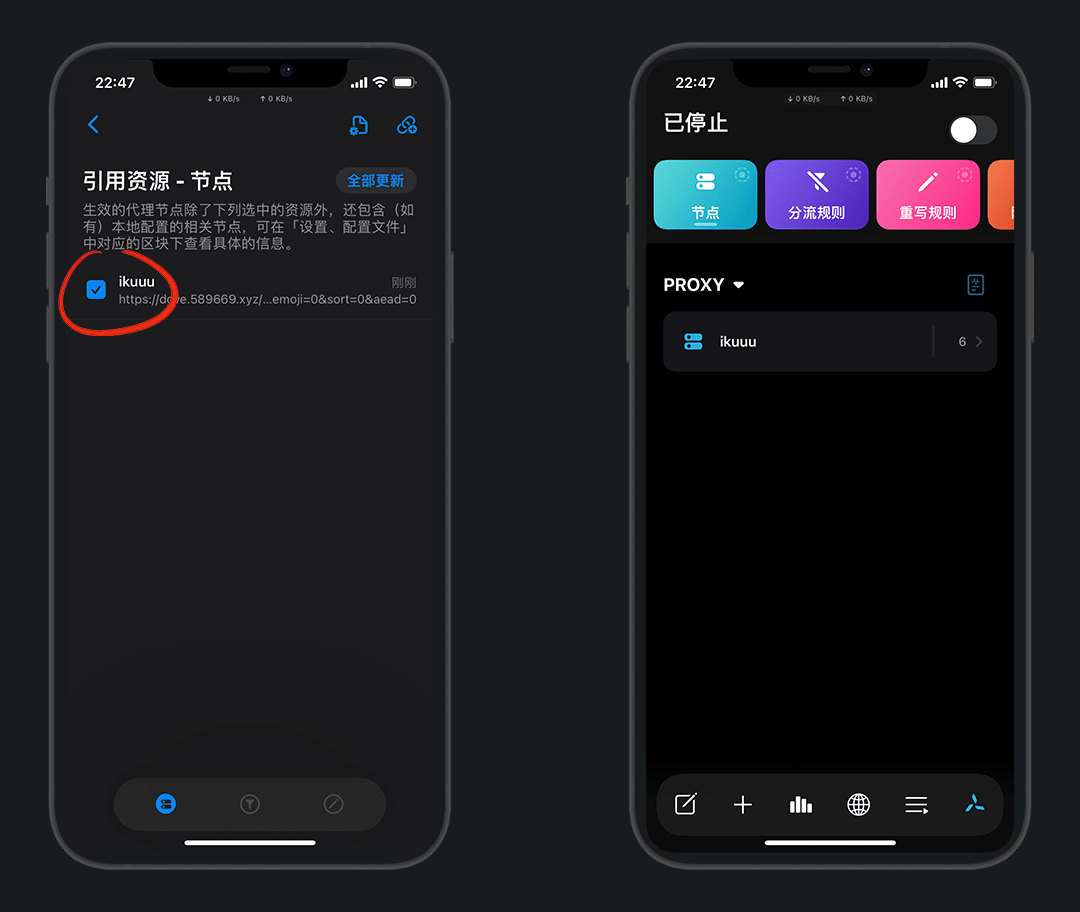 22:47
↓ 0 KB/s ↑ 0 KB/s
引用资源 - 节点
全部更新
生效的代理节点除了下列选中的资源外，还包含（如
有）本地配置的相关节点，可在「设置、配置文件」
中对应的区块下查看具体的信息。
ikuuu
刚刚
https://dove.589669.xyz/...emoji=0&sort=0&aead=0
22:47
↓ 0 KB/s ↑ 0 KB/s
已停止
节点
分流规则
重写规则
PROXY
ikuuu
6